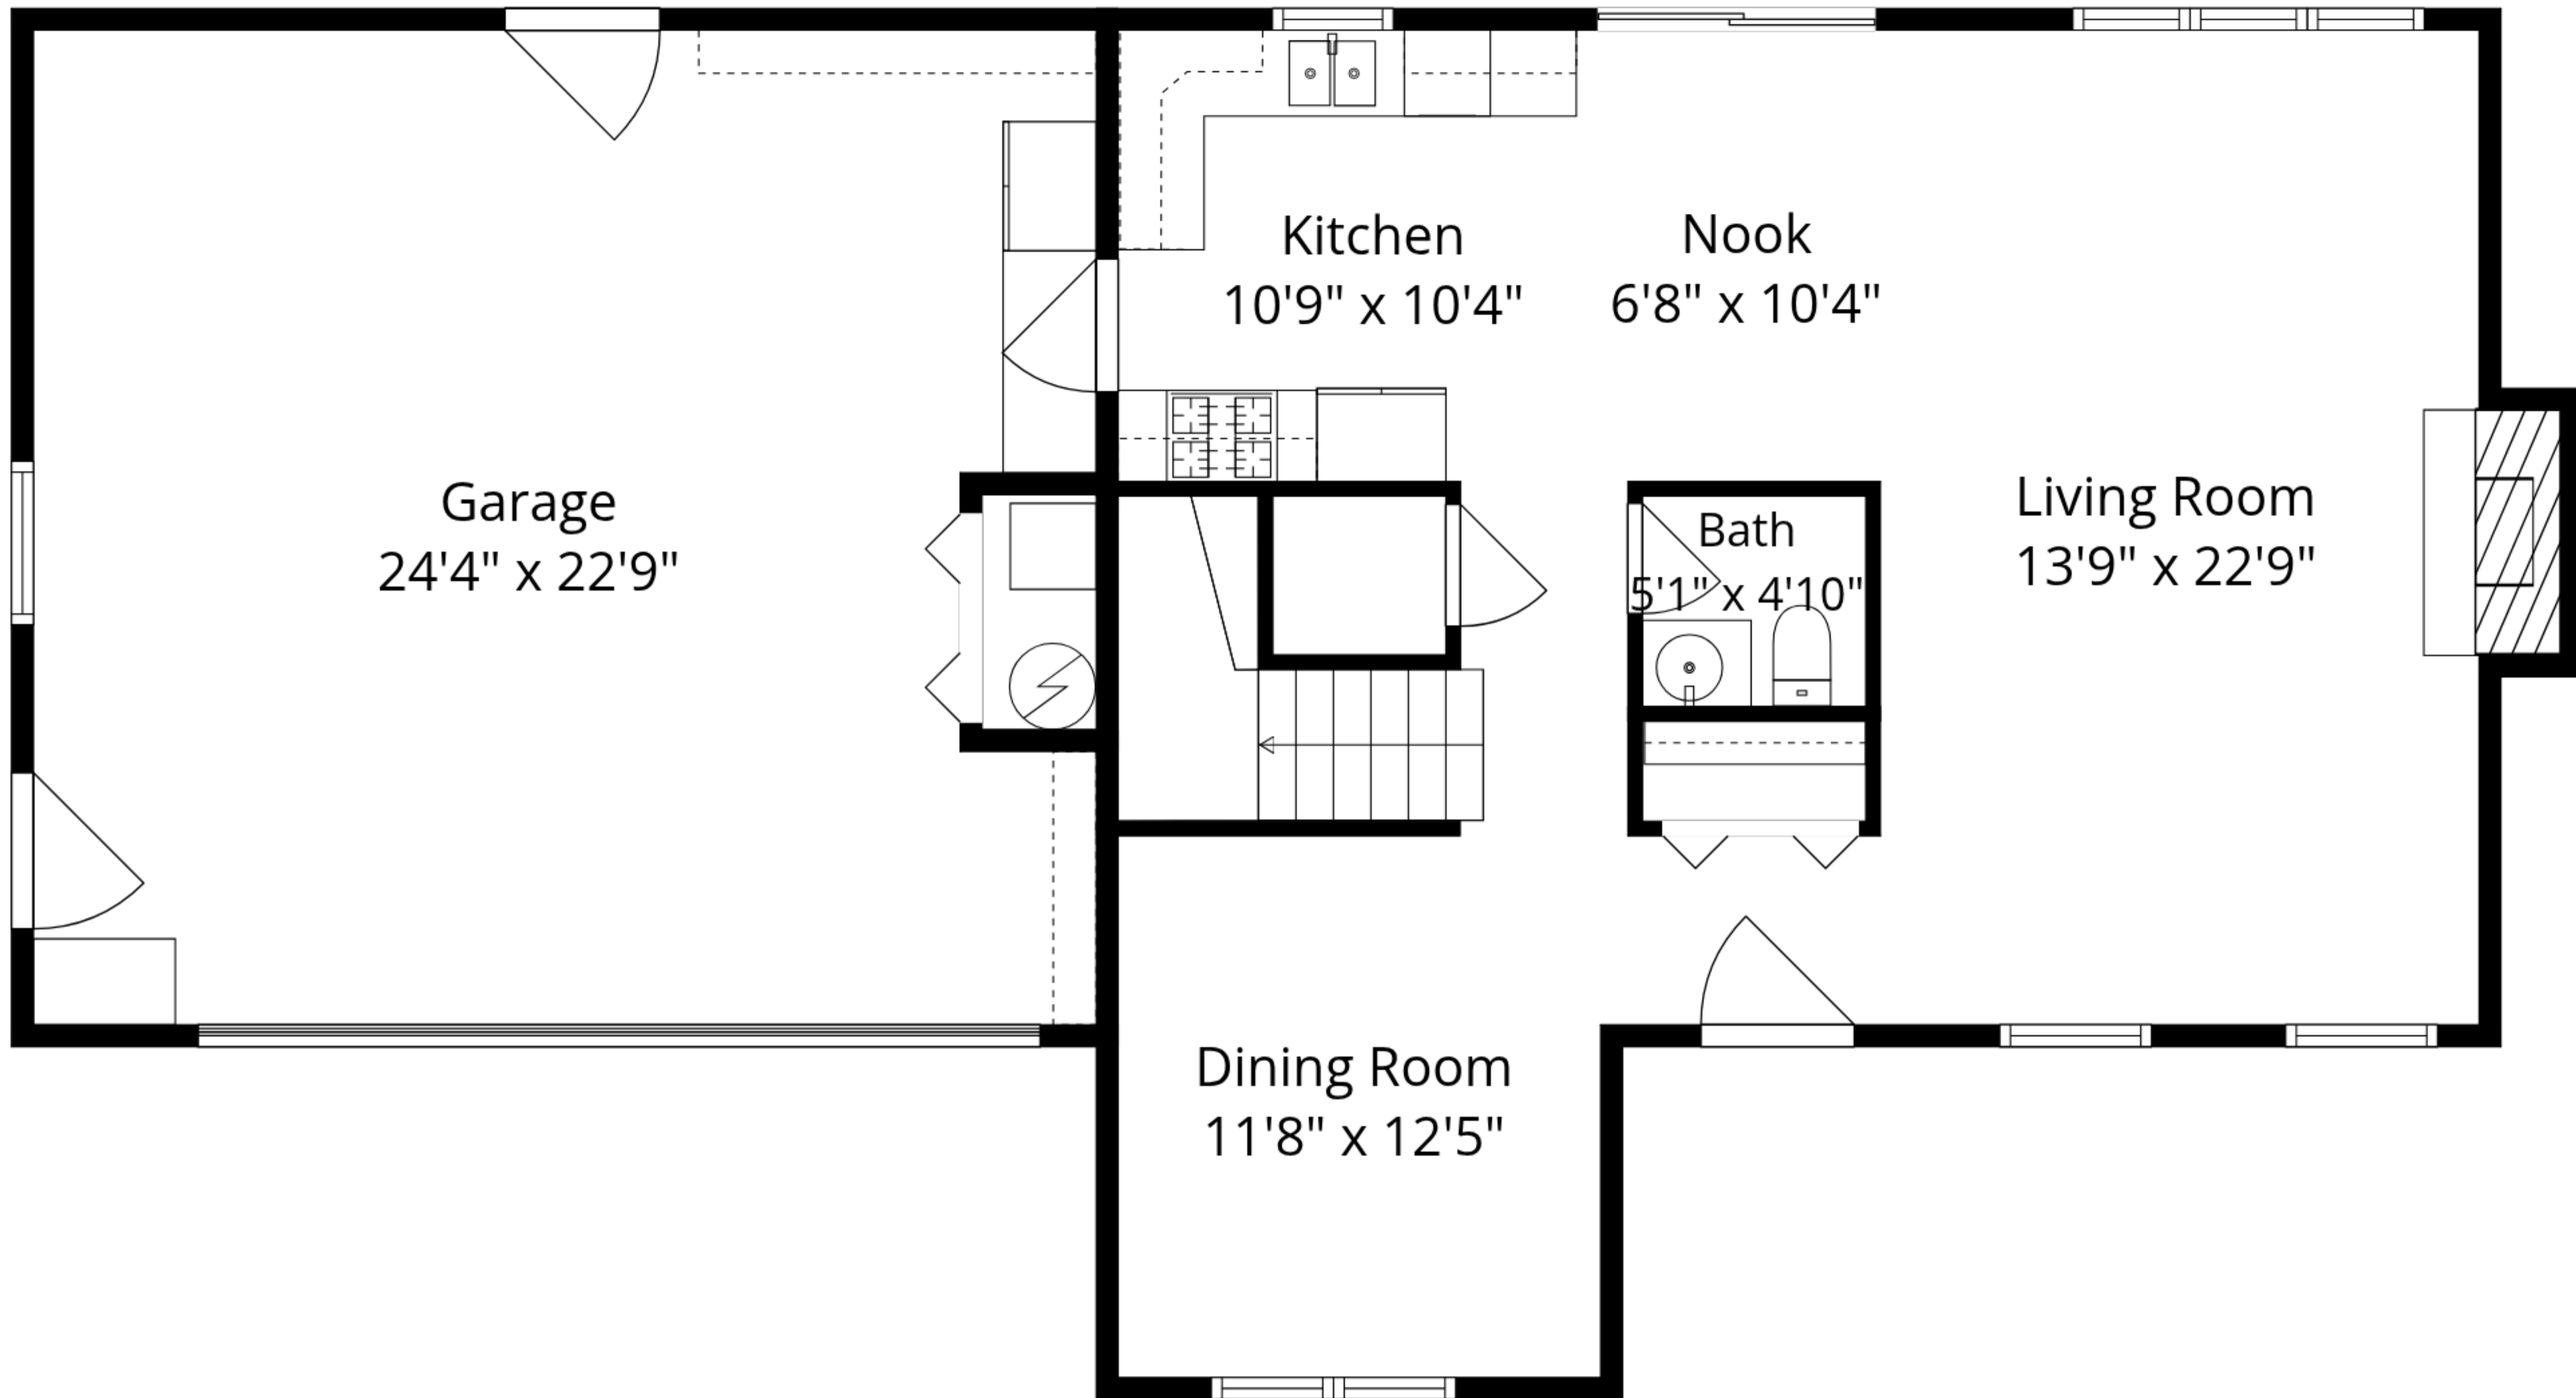 Kitchen
10'9" x 10'4"
Nook
6'8" x 10'4"
Garage
24'4" x 22'9"
Living Room
13'9" x 22'9"
Bath
5'1" x 4'10"
Dining Room
11'8" x 12'5"